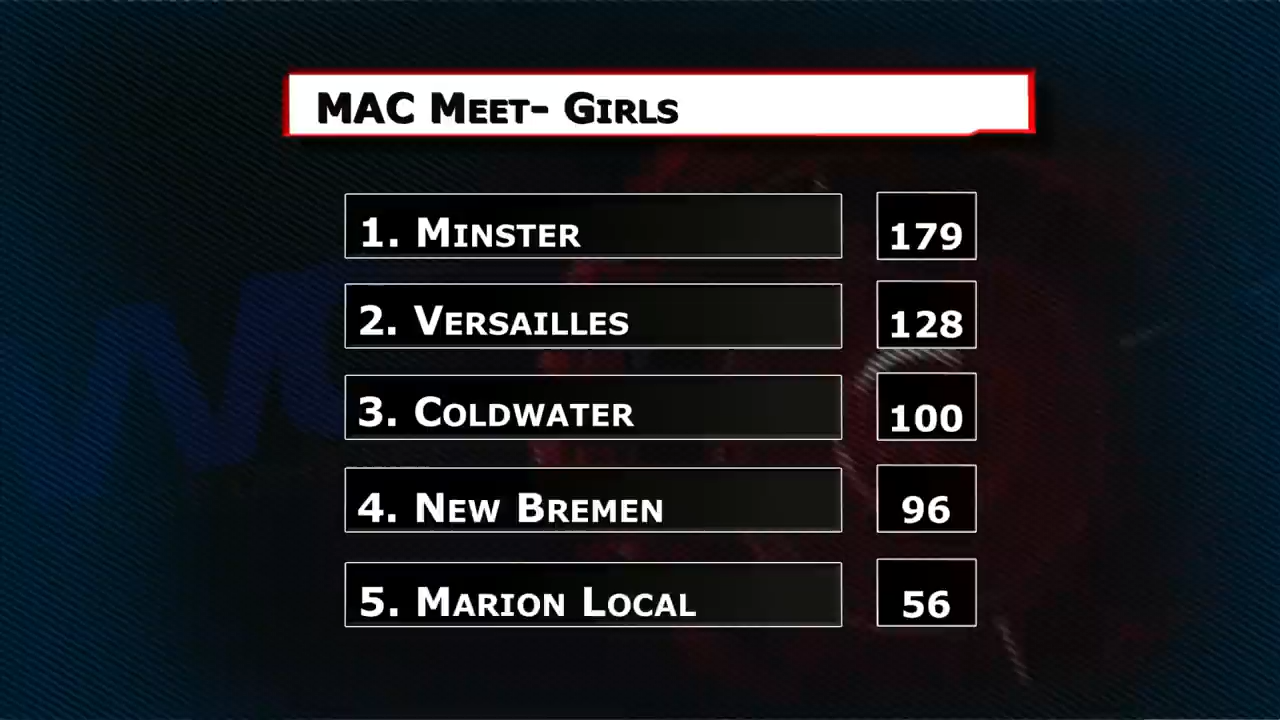 MAC Meet- Girls
1. Minster 179
2. Versailles 128
3. Coldwater 100
4. New Bremen 96
5. Marion Local 56